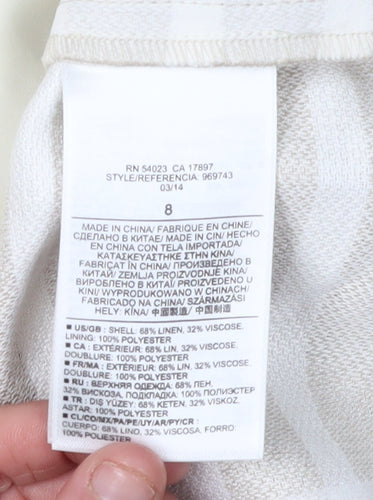 RN 54023 CA 17897
STYLE/REFERENCIA 969743
03/14
8
MADE IN CHINA/ FABRIQUE EN CHINE/
СДЕЛАНО В КИТАЕ/ MADE IN CIN/ HECHO
EN CHINA CON TELA IMPORTADA/
ΚΑΤΑΣΚΕΥΑΣΤΗΚΕ ΣΤΗΝ ΚΙΝΑ/
FABRICAT ÎN CHINA/ ПРОИЗВЕДЕНО В
КИТАЙ/ ZEMLJA PROIZVODNJE KINA/
ВИРОБЛЕНО В КИТАЇ/ PROIZVEDENO U
KINI/ WYPRODUKOWANO W CHINACH/
FABRICADO NA CHINA/ SZÁRMAZÁSI
HELY: KÍNA/ 中國製造/ 中国制成
■ US/GB : SHELL: 68% LINEN, 32% VISCOSE,
LINING: 100% POLYESTER
■ CA : EXTÉRIEUR: 68% LIN, 32% VISCOSE,
DOUBLURE: 100% POLYESTER
■ FR/MA : EXTÉRIEUR: 68% LIN, 32% VISCOSE,
DOUBLURE: 100% POLYESTER
■ RU : ВЕРХНЯЯ ОДЕЖДА: 68% ЛЕН,
32% ВИСКОЗА, ПОДКЛАДКА: 100% ПОЛИЭСТЕР
■ TR : DIŞ YÜZEY: 68% KETEN, 32% VISKOZ,
ASTAR: 100% POLYESTER
■ CL/CO/MX/PA/PE/UY/AR/PY/CR :
CUERPO: 68% LINO, 32% VISCOSA, FORRO:
100% POLIESTER